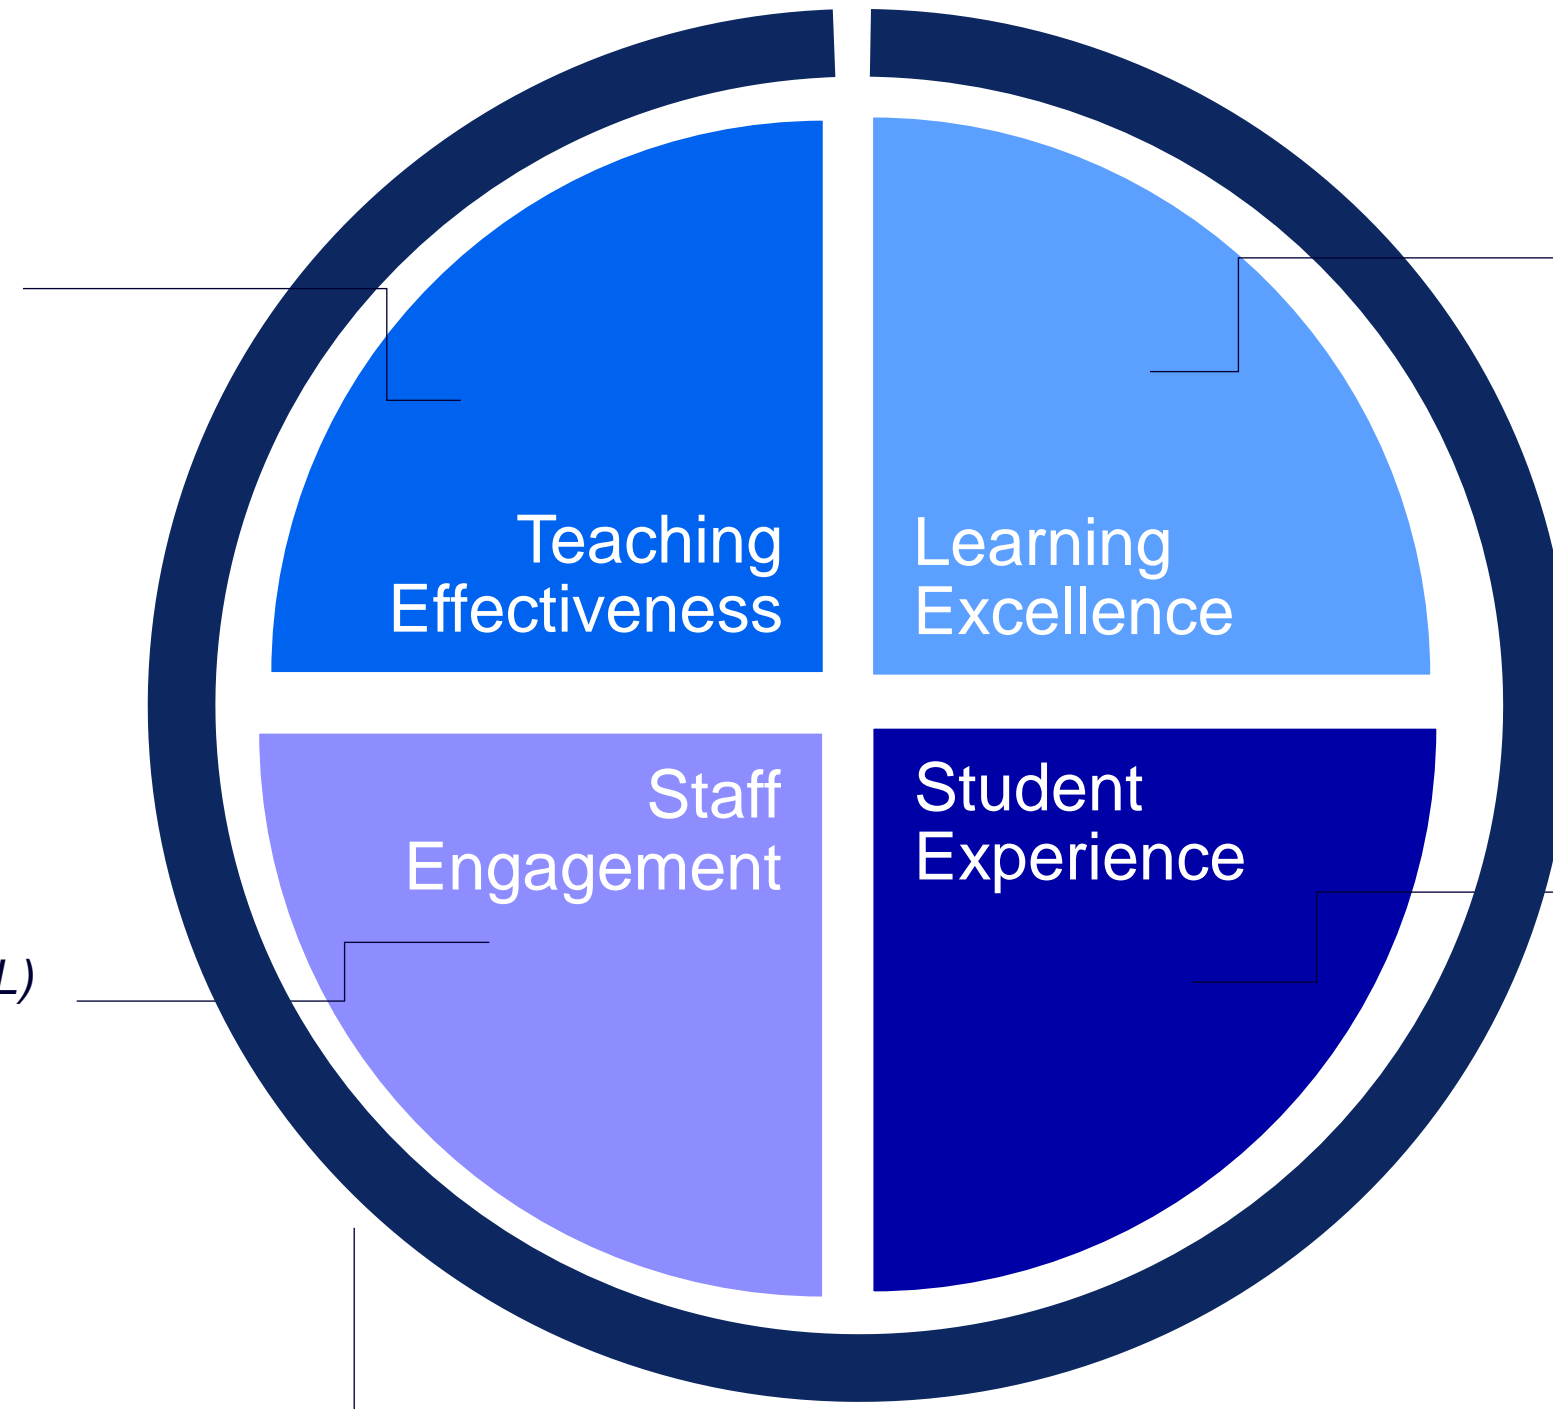 Teaching
Effectiveness
Learning
Excellence
Staff
Engagement
Student
Experience
L)